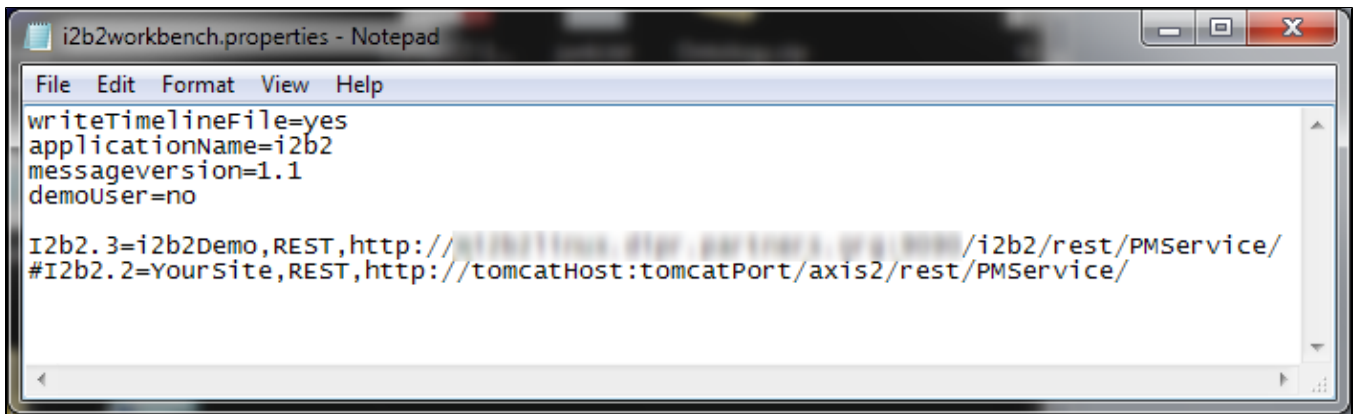 i2b2workbench.properties - Notepad
File Edit Format View Help
writeTimelineFile=yes
applicationName=i2b2
messageversion=1.1
demoUser=no
I2b2.3=i2b2Demo,REST,http:// /i2b2/rest/PMService/
#I2b2.2=YourSite,REST,http://tomcatHost:tomcatPort/axis2/rest/PMService/